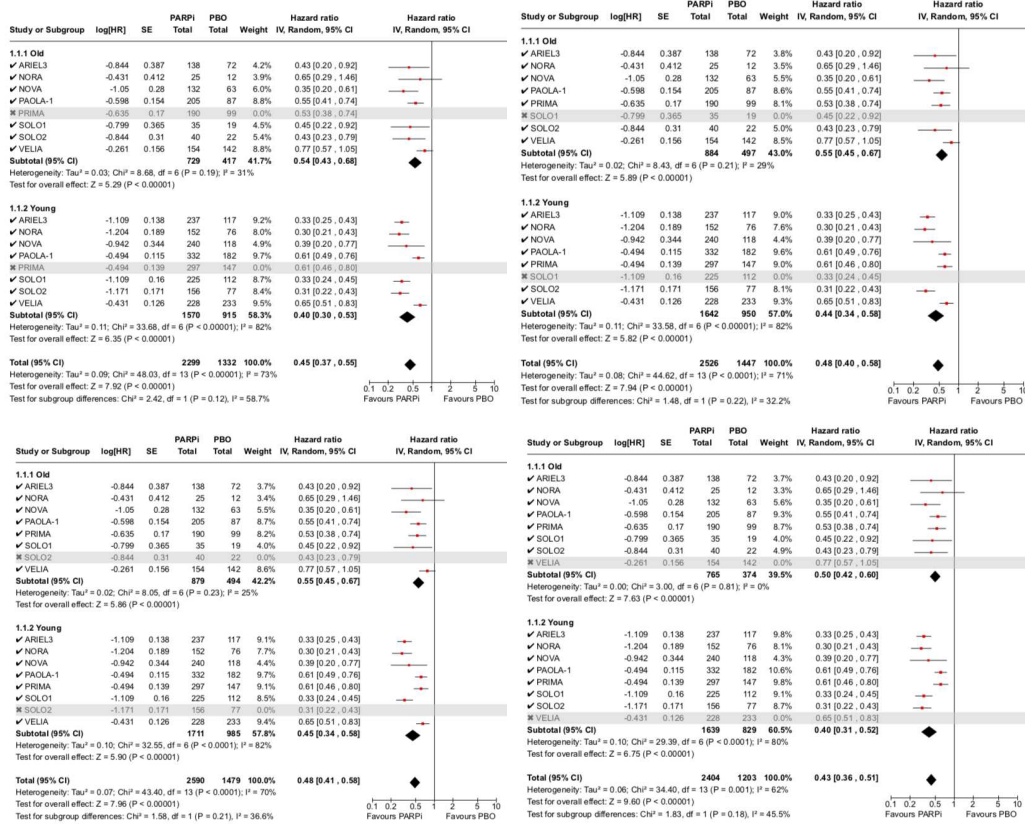 PARPi PBO Hazard ratio Hazard ratio
Study or Subgroup log[HR] SE Total Total Weight IV, Random, 95% CI IV, Random, 95% CI
1.1.1 Old
✔ ARIEL3 -0.844 0.387 138 72 4.2% 0.43 [0.20 , 0.92]
✔ NORA -0.431 0.412 25 12 3.9% 0.65 [0.29 , 1.46]
✔ NOVA -1.05 0.28 132 63 6.2% 0.35 [0.20 , 0.61]
✔ PAOLA-1 -0.598 0.154 205 87 9.0% 0.55 [0.41 , 0.74]
✖ PRIMA -0.635 0.17 190 99 0.0% 0.53 [0.38 , 0.74]
✔ SOLO1 -0.799 0.365 35 19 4.5% 0.45 [0.22 , 0.92]
✔ SOLO2 -0.844 0.31 40 22 5.5% 0.43 [0.23 , 0.79]
✔ VELIA -0.261 0.156 154 142 8.9% 0.77 [0.57 , 1.05]
Subtotal (95% CI) 729 417 41.7% 0.54 [0.43 , 0.68]
Heterogeneity: Tau² = 0.03; Chi² = 8.68, df = 6 (P = 0.19); I² = 31%
Test for overall effect: Z = 5.29 (P < 0.00001)
1.1.2 Young
✔ ARIEL3 -1.109 0.138 237 117 9.2% 0.33 [0.25 , 0.43]
✔ NORA -1.204 0.189 152 76 8.0% 0.30 [0.21 , 0.43]
✔ NOVA -0.942 0.344 240 118 4.9% 0.39 [0.20 , 0.77]
✔ PAOLA-1 -0.494 0.115 332 182 9.7% 0.61 [0.49 , 0.76]
✖ PRIMA -0.494 0.139 297 147 0.0% 0.61 [0.46 , 0.80]
✔ SOLO1 -1.109 0.16 225 112 8.7% 0.33 [0.24 , 0.45]
✔ SOLO2 -1.171 0.171 156 77 8.4% 0.31 [0.22 , 0.43]
✔ VELIA -0.431 0.126 228 233 9.5% 0.65 [0.51 , 0.83]
Subtotal (95% CI) 1570 915 58.3% 0.40 [0.30 , 0.53]
Heterogeneity: Tau² = 0.11; Chi² = 33.68, df = 6 (P < 0.00001); I² = 82%
Test for overall effect: Z = 6.35 (P < 0.00001)
Total (95% CI) 2299 1332 100.0% 0.45 [0.37 , 0.55]
Heterogeneity: Tau² = 0.09; Chi² = 48.03, df = 13 (P < 0.00001); I² = 73%
Test for overall effect: Z = 7.92 (P < 0.00001)
Test for subgroup differences: Chi² = 2.42, df = 1 (P = 0.12), I² = 58.7%
0.1 0.2 0.5 1 2 5 10
Favours PARPi Favours PBO
PARPi PBO Hazard ratio Hazard ratio
Study or Subgroup log[HR] SE Total Total Weight IV, Random, 95% CI IV, Random, 95% CI
1.1.1 Old
✔ ARIEL3 -0.844 0.387 138 72 3.8% 0.43 [0.20 , 0.92]
✔ NORA -0.431 0.412 25 12 3.5% 0.65 [0.29 , 1.46]
✔ NOVA -1.05 0.28 132 63 5.8% 0.35 [0.20 , 0.61]
✔ PAOLA-1 -0.598 0.154 205 87 8.7% 0.55 [0.41 , 0.74]
✔ PRIMA -0.635 0.17 190 99 8.3% 0.53 [0.38 , 0.74]
✖ SOLO1 -0.799 0.365 35 19 0.0% 0.45 [0.22 , 0.92]
✔ SOLO2 -0.844 0.31 40 22 5.1% 0.43 [0.23 , 0.79]
✔ VELIA -0.261 0.156 154 142 8.7% 0.77 [0.57 , 1.05]
Subtotal (95% CI) 884 497 43.0% 0.55 [0.45 , 0.67]
Heterogeneity: Tau² = 0.02; Chi² = 8.43, df = 6 (P = 0.21); I² = 29%
Test for overall effect: Z = 5.89 (P < 0.00001)
1.1.2 Young
✔ ARIEL3 -1.109 0.138 237 117 9.0% 0.33 [0.25 , 0.43]
✔ NORA -1.204 0.189 152 76 7.8% 0.30 [0.21 , 0.43]
✔ NOVA -0.942 0.344 240 118 4.5% 0.39 [0.20 , 0.77]
✔ PAOLA-1 -0.494 0.115 332 182 9.6% 0.61 [0.49 , 0.76]
✔ PRIMA -0.494 0.139 297 147 9.0% 0.61 [0.46 , 0.80]
✖ SOLO1 -1.109 0.16 225 112 0.0% 0.33 [0.24 , 0.45]
✔ SOLO2 -1.171 0.171 156 77 8.2% 0.31 [0.22 , 0.43]
✔ VELIA -0.431 0.126 228 233 9.3% 0.65 [0.51 , 0.83]
Subtotal (95% CI) 1642 950 57.0% 0.44 [0.34 , 0.58]
Heterogeneity: Tau² = 0.11; Chi² = 33.58, df = 6 (P < 0.00001); I² = 82%
Test for overall effect: Z = 5.82 (P < 0.00001)
Total (95% CI) 2526 1447 100.0% 0.48 [0.40 , 0.58]
Heterogeneity: Tau² = 0.08; Chi² = 44.62, df = 13 (P < 0.0001); I² = 71%
Test for overall effect: Z = 7.94 (P < 0.00001)
Test for subgroup differences: Chi² = 1.48, df = 1 (P = 0.22), I² = 32.2%
0.1 0.2 0.5 1 2 5 10
Favours PARPi Favours PBO
PARPi PBO Hazard ratio Hazard ratio
Study or Subgroup log[HR] SE Total Total Weight IV, Random, 95% CI IV, Random, 95% CI
1.1.1 Old
✔ ARIEL3 -0.844 0.387 138 72 3.7% 0.43 [0.20 , 0.92]
✔ NORA -0.431 0.412 25 12 3.4% 0.65 [0.29 , 1.46]
✔ NOVA -1.05 0.28 132 63 5.6% 0.35 [0.20 , 0.61]
✔ PAOLA-1 -0.598 0.154 205 87 8.7% 0.55 [0.41 , 0.74]
✔ PRIMA -0.635 0.17 190 99 8.3% 0.53 [0.38 , 0.74]
✔ SOLO1 -0.799 0.365 35 19 4.0% 0.45 [0.22 , 0.92]
✖ SOLO2 -0.844 0.31 40 22 0.0% 0.43 [0.23 , 0.79]
✔ VELIA -0.261 0.156 154 142 8.6% 0.77 [0.57 , 1.05]
Subtotal (95% CI) 879 494 42.2% 0.55 [0.45 , 0.67]
Heterogeneity: Tau² = 0.02; Chi² = 8.05, df = 6 (P = 0.23); I² = 25%
Test for overall effect: Z = 5.86 (P < 0.00001)
1.1.2 Young
✔ ARIEL3 -1.109 0.138 237 117 9.1% 0.33 [0.25 , 0.43]
✔ NORA -1.204 0.189 152 76 7.8% 0.30 [0.21 , 0.43]
✔ NOVA -0.942 0.344 240 118 4.4% 0.39 [0.20 , 0.77]
✔ PAOLA-1 -0.494 0.115 332 182 9.7% 0.61 [0.49 , 0.76]
✔ PRIMA -0.494 0.139 297 147 9.1% 0.61 [0.46 , 0.80]
✔ SOLO1 -1.109 0.16 225 112 8.5% 0.33 [0.24 , 0.45]
✖ SOLO2 -1.171 0.171 156 77 0.0% 0.31 [0.22 , 0.43]
✔ VELIA -0.431 0.126 228 233 9.4% 0.65 [0.51 , 0.83]
Subtotal (95% CI) 1711 985 57.8% 0.45 [0.34 , 0.58]
Heterogeneity: Tau² = 0.10; Chi² = 32.55, df = 6 (P < 0.0001); I² = 82%
Test for overall effect: Z = 5.90 (P < 0.00001)
Total (95% CI) 2590 1479 100.0% 0.48 [0.41 , 0.58]
Heterogeneity: Tau² = 0.07; Chi² = 43.40, df = 13 (P < 0.0001); I² = 70%
Test for overall effect: Z = 7.96 (P < 0.00001)
Test for subgroup differences: Chi² = 1.58, df = 1 (P = 0.21), I² = 36.6%
0.1 0.2 0.5 1 2 5 10
Favours PARPi Favours PBO
PARPi PBO Hazard ratio Hazard ratio
Study or Subgroup log[HR] SE Total Total Weight IV, Random, 95% CI IV, Random, 95% CI
1.1.1 Old
✔ ARIEL3 -0.844 0.387 138 72 3.7% 0.43 [0.20 , 0.92]
✔ NORA -0.431 0.412 25 12 3.3% 0.65 [0.29 , 1.46]
✔ NOVA -1.05 0.28 132 63 5.6% 0.35 [0.20 , 0.61]
✔ PAOLA-1 -0.598 0.154 205 87 9.4% 0.55 [0.41 , 0.74]
✔ PRIMA -0.635 0.17 190 99 8.8% 0.53 [0.38 , 0.74]
✔ SOLO1 -0.799 0.365 35 19 4.0% 0.45 [0.22 , 0.92]
✔ SOLO2 -0.844 0.31 40 22 4.9% 0.43 [0.23 , 0.79]
✖ VELIA -0.261 0.156 154 142 0.0% 0.77 [0.57 , 1.05]
Subtotal (95% CI) 765 374 39.5% 0.50 [0.42 , 0.60]
Heterogeneity: Tau² = 0.00; Chi² = 3.00, df = 6 (P = 0.81); I² = 0%
Test for overall effect: Z = 7.63 (P < 0.00001)
1.1.2 Young
✔ ARIEL3 -1.109 0.138 237 117 9.8% 0.33 [0.25 , 0.43]
✔ NORA -1.204 0.189 152 76 8.2% 0.30 [0.21 , 0.43]
✔ NOVA -0.942 0.344 240 118 4.3% 0.39 [0.20 , 0.77]
✔ PAOLA-1 -0.494 0.115 332 182 10.6% 0.61 [0.49 , 0.76]
✔ PRIMA -0.494 0.139 297 147 9.8% 0.61 [0.46 , 0.80]
✔ SOLO1 -1.109 0.16 225 112 9.1% 0.33 [0.24 , 0.45]
✔ SOLO2 -1.171 0.171 156 77 8.8% 0.31 [0.22 , 0.43]
✖ VELIA -0.431 0.126 228 233 0.0% 0.65 [0.51 , 0.83]
Subtotal (95% CI) 1639 829 60.5% 0.40 [0.31 , 0.52]
Heterogeneity: Tau² = 0.10; Chi² = 29.39, df = 6 (P < 0.0001); I² = 80%
Test for overall effect: Z = 6.75 (P < 0.00001)
Total (95% CI) 2404 1203 100.0% 0.43 [0.36 , 0.51]
Heterogeneity: Tau² = 0.06; Chi² = 34.40, df = 13 (P = 0.001); I² = 62%
Test for overall effect: Z = 9.60 (P < 0.00001)
Test for subgroup differences: Chi² = 1.83, df = 1 (P = 0.18), I² = 45.5%
0.1 0.2 0.5 1 2 5 10
Favours PARPi Favours PBO